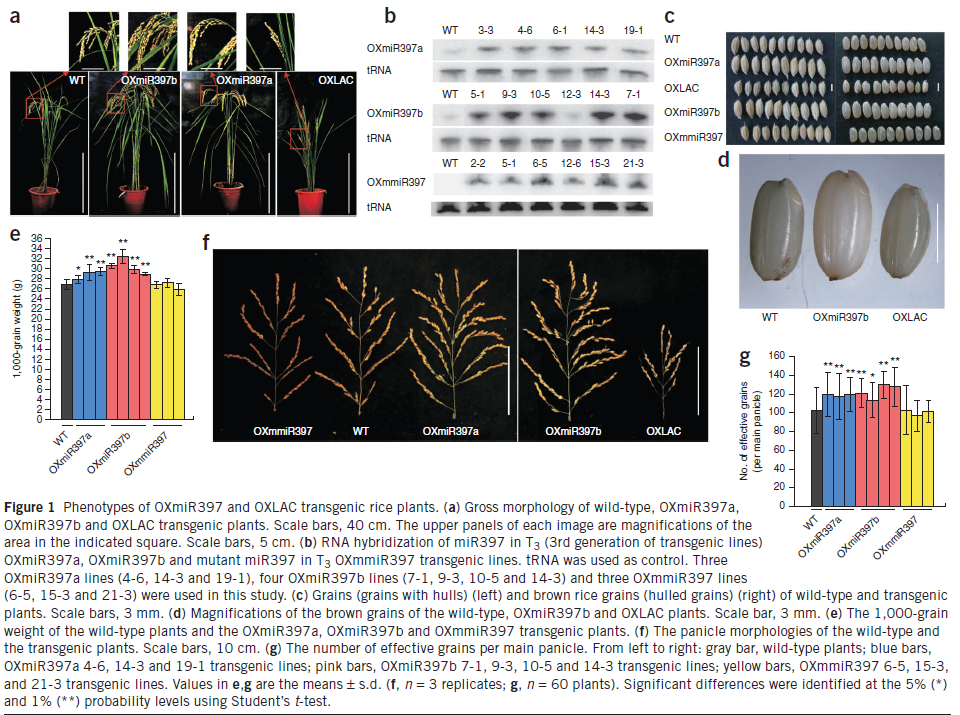 a
WT
OXmiR397b
OXmiR397a
OXLAC
b
WT 3-3 4-6 6-1 14-3 19-1
OXmiR397a
tRNA
WT 5-1 9-3 10-5 12-3 14-3 7-1
OXmiR397b
tRNA
WT 2-2 5-1 6-5 12-6 15-3 21-3
OXmmiR397
tRNA
c
WT
OXmiR397a
OXLAC
OXmiR397b
OXmmiR397
d
WT
OXmiR397b
OXLAC
e
1,000-grain weight (g)
36
34
32
30
28
26
24
22
20
18
16
14
12
10
8
6
4
2
0
* ** ** ** ** ** **
WT
OXmiR397a
OXmiR397b
OXmmiR397
f
OXmmiR397
WT
OXmiR397a
OXmiR397b
OXLAC
g
No. of effective grains
(per main panicle)
160
140
120
100
80
60
40
20
0
** ** ** ** * ** **
WT
OXmiR397a
OXmiR397b
OXmmiR397
Figure 1 Phenotypes of OXmiR397 and OXLAC transgenic rice plants. (a) Gross morphology of wild-type, OXmiR397a,
OXmiR397b and OXLAC transgenic plants. Scale bars, 40 cm. The upper panels of each image are magnifications of the
area in the indicated square. Scale bars, 5 cm. (b) RNA hybridization of miR397 in T3 (3rd generation of transgenic lines)
OXmiR397a, OXmiR397b and mutant miR397 in T3 OXmmiR397 transgenic lines. tRNA was used as control. Three
OXmiR397a lines (4-6, 14-3 and 19-1), four OXmiR397b lines (7-1, 9-3, 10-5 and 14-3) and three OXmmiR397 lines
(6-5, 15-3 and 21-3) were used in this study. (c) Grains (grains with hulls) (left) and brown rice grains (hulled grains) (right) of wild-type and transgenic
plants. Scale bars, 3 mm. (d) Magnifications of the brown grains of the wild-type, OXmiR397b and OXLAC plants. Scale bar, 3 mm. (e) The 1,000-grain
weight of the wild-type plants and the OXmiR397a, OXmiR397b and OXmmiR397 transgenic plants. (f) The panicle morphologies of the wild-type and
the transgenic plants. Scale bars, 10 cm. (g) The number of effective grains per main panicle. From left to right: gray bar, wild-type plants; blue bars,
OXmiR397a 4-6, 14-3 and 19-1 transgenic lines; pink bars, OXmiR397b 7-1, 9-3, 10-5 and 14-3 transgenic lines; yellow bars, OXmmiR397 6-5, 15-3,
and 21-3 transgenic lines. Values in e,g are the means ± s.d. (f, n = 3 replicates; g, n = 60 plants). Significant differences were identified at the 5% (*)
and 1% (**) probability levels using Student's t-test.